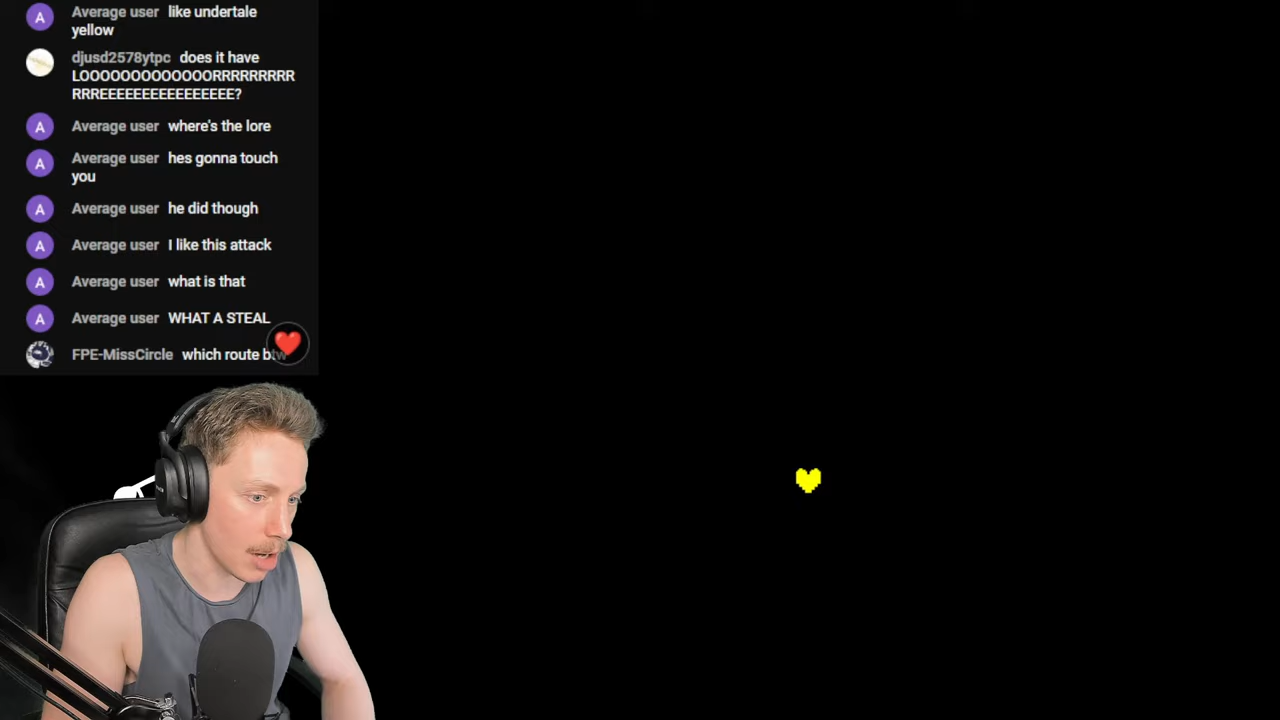 A Average user like undertale
yellow
djusd2578ytpc does it have
LOOOOOOOOOOOOORRRRRRRRR
RRREEEEEEEEEEEEEEEE?
A Average user where's the lore
A Average user hes gonna touch
you
A Average user he did though
A Average user I like this attack
A Average user what is that
A Average user WHAT A STEAL
FPE-MissCircle which route btw